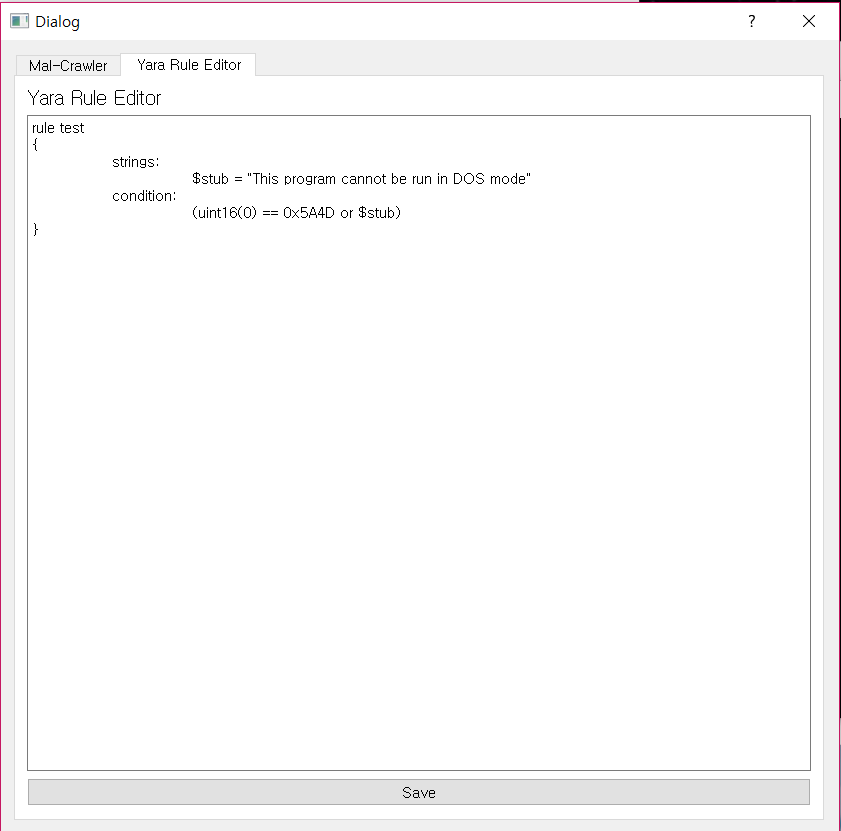 Dialog
?
Mal-Crawler
Yara Rule Editor
Yara Rule Editor
rule test
{
strings:
$stub = "This program cannot be run in DOS mode"
condition:
(uint16(0) == 0x5A4D or $stub)
}
Save